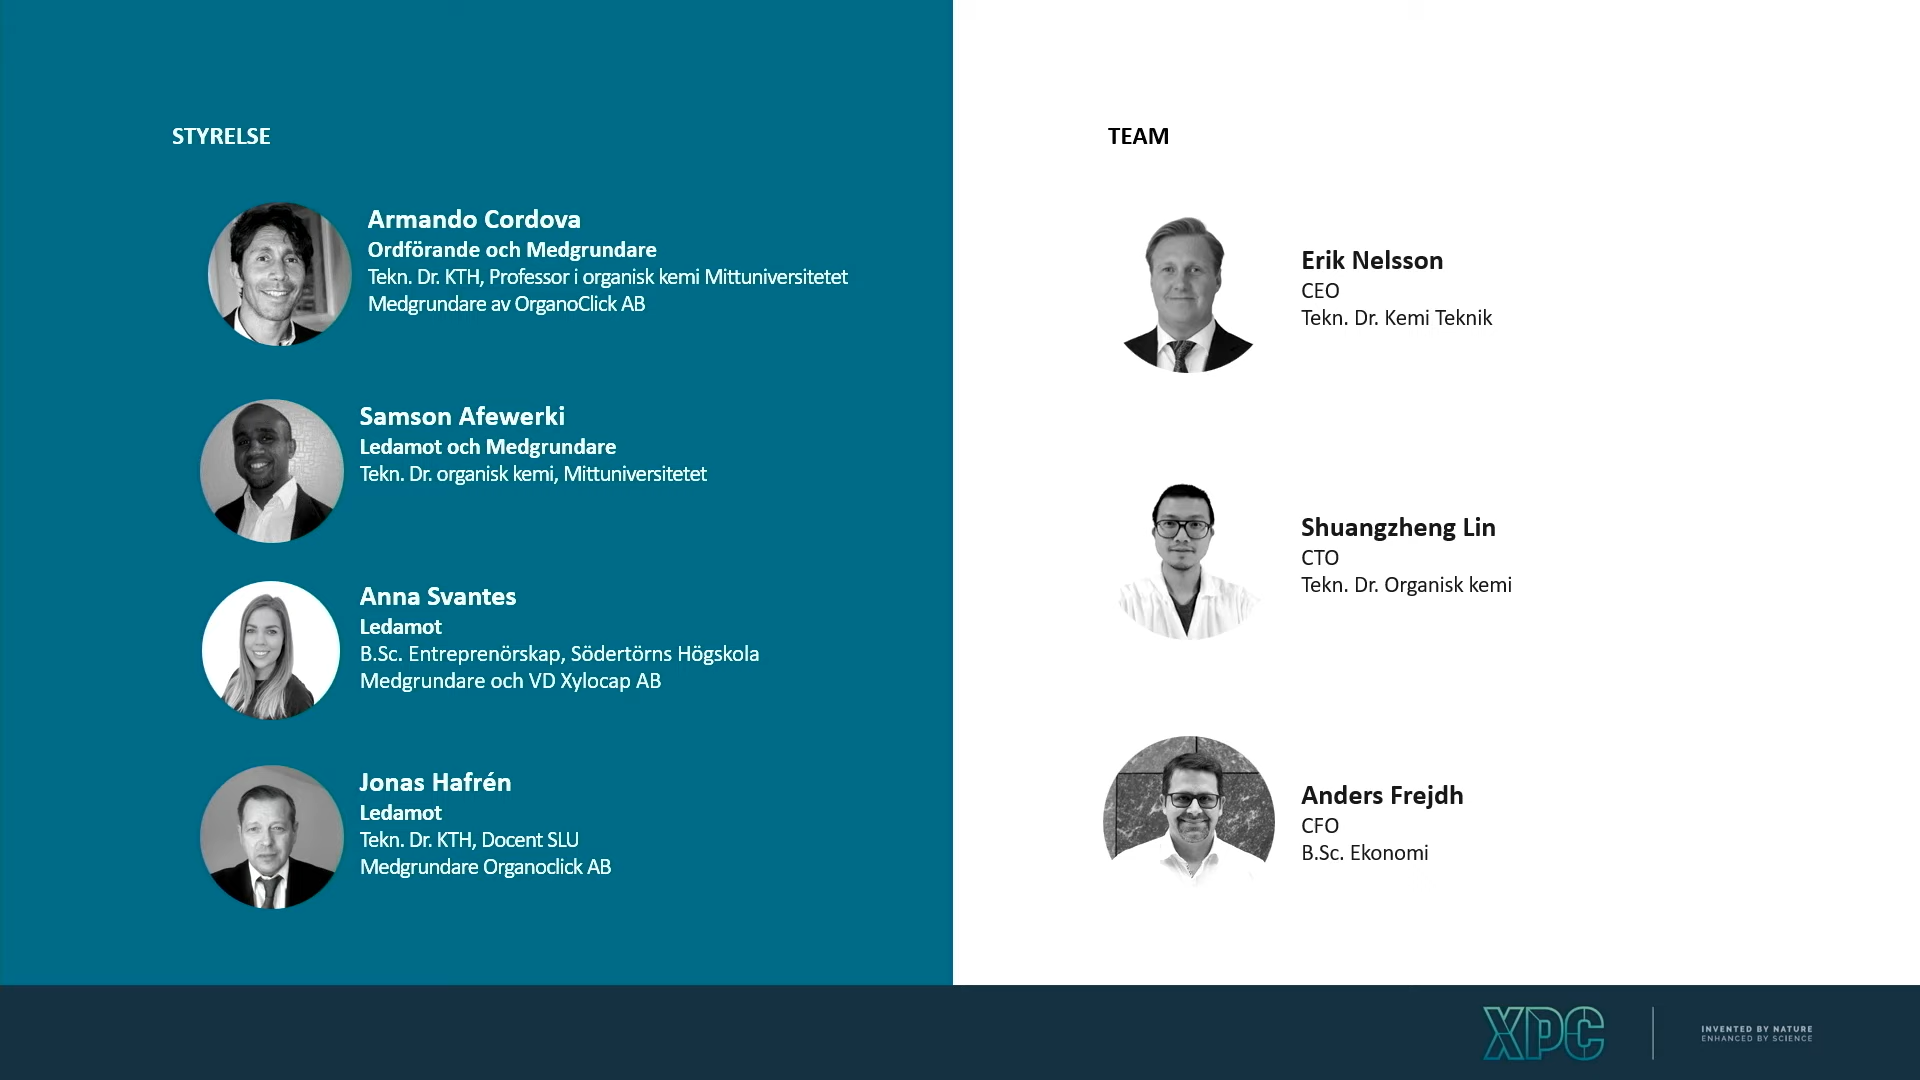 STYRELSE
Armando Cordova
Ordförande och Medgrundare
Tekn. Dr. KTH, Professor i organisk kemi Mittuniversitetet
Medgrundare av OrganoClick AB
Samson Afewerki
Ledamot och Medgrundare
Tekn. Dr. organisk kemi, Mittuniversitetet
Anna Svantes
Ledamot
B.Sc. Entreprenörskap, Södertörns Högskola
Medgrundare och VD Xylocap AB
Jonas Hafrén
Ledamot
Tekn. Dr. KTH, Docent SLU
Medgrundare Organoclick AB
TEAM
Erik Nelsson
CEO
Tekn. Dr. Kemi Teknik
Shuangzheng Lin
CTO
Tekn. Dr. Organisk kemi
Anders Frejdh
CFO
B.Sc. Ekonomi
XPC
INVENTED BY NATURE
ENHANCED BY SCIENCE